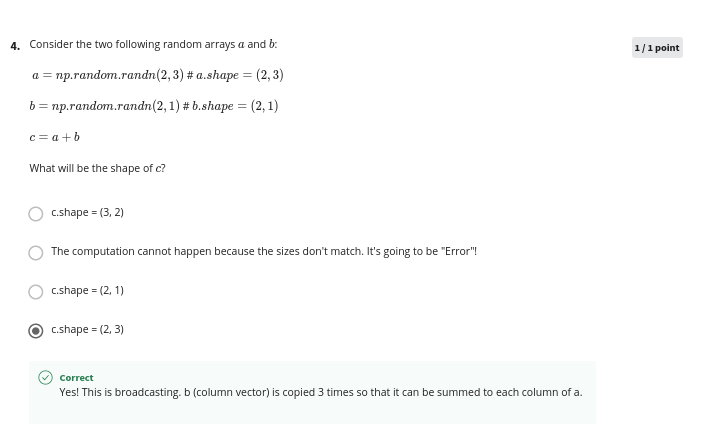 4. Consider the two following random arrays a and b:
1 / 1 point
a = np.random.randn(2, 3) # a.shape = (2, 3)
b = np.random.randn(2, 1) # b.shape = (2, 1)
c = a + b
What will be the shape of c?
c.shape = (3, 2)
The computation cannot happen because the sizes don't match. It's going to be "Error"!
c.shape = (2, 1)
c.shape = (2, 3)
Correct
Yes! This is broadcasting. b (column vector) is copied 3 times so that it can be summed to each column of a.